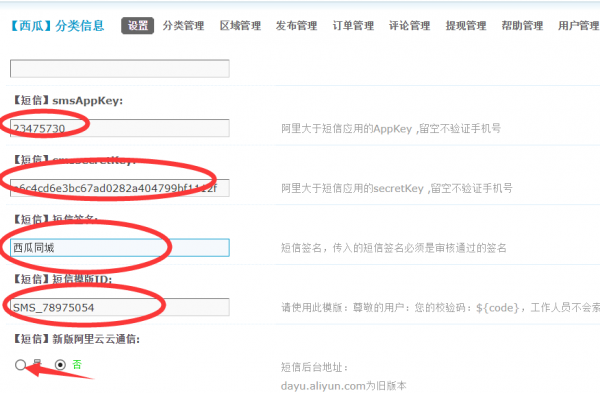 【西瓜】分类信息 设置 分类管理 区域管理 发布管理 订单管理 评论管理 提现管理 帮助管理 用户管理
【短信】smsAppKey:
23475730 阿里大于短信应用的AppKey ,留空不验证手机号
【短信】smsSecretKey:
a6c4cd6e3bc67ad0282a404799bf1112f 阿里大于短信应用的secretKey ,留空不验证手机号
【短信】短信签名:
西瓜同城 短信签名，传入的短信签名必须是审核通过的签名
【短信】短信模版ID:
SMS_78975054 请使用此模版：尊敬的用户：您的校验码：${code}，工作人员不会索
【短信】新版阿里云云通信:
是 否 短信后台地址：
dayu.aliyun.com为旧版本